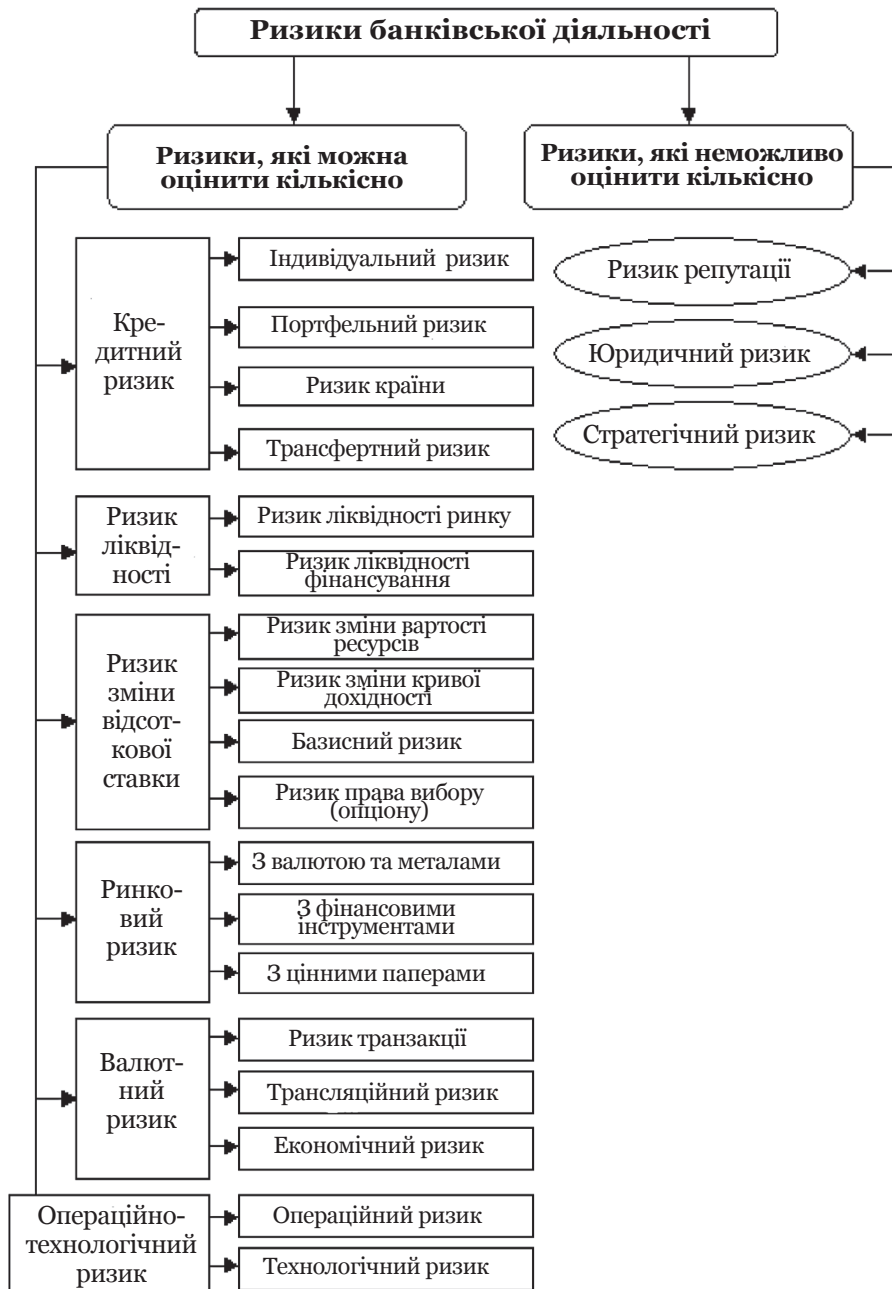 Ризики банківської діяльності
Ризики, які можна
оцінити кількісно
Ризики, які неможливо
оцінити кількісно
Кре-
дитний
ризик
Індивідуальний ризик
Портфельний ризик
Ризик країни
Трансфертний ризик
Ризик репутації
Юридичний ризик
Стратегічний ризик
Ризик
ліквід-
ності
Ризик ліквідності ринку
Ризик ліквідності
фінансування
Ризик
зміни
відсот-
кової
ставки
Ризик зміни вартості
ресурсів
Ризик зміни кривої
дохідності
Базисний ризик
Ризик права вибору
(опціону)
Ринко-
вий
ризик
З валютою та металами
З фінансовими
інструментами
З цінними паперами
Валют-
ний
ризик
Ризик транзакції
Трансляційний ризик
Економічний ризик
Операційно-
технологічний
ризик
Операційний ризик
Технологічний ризик